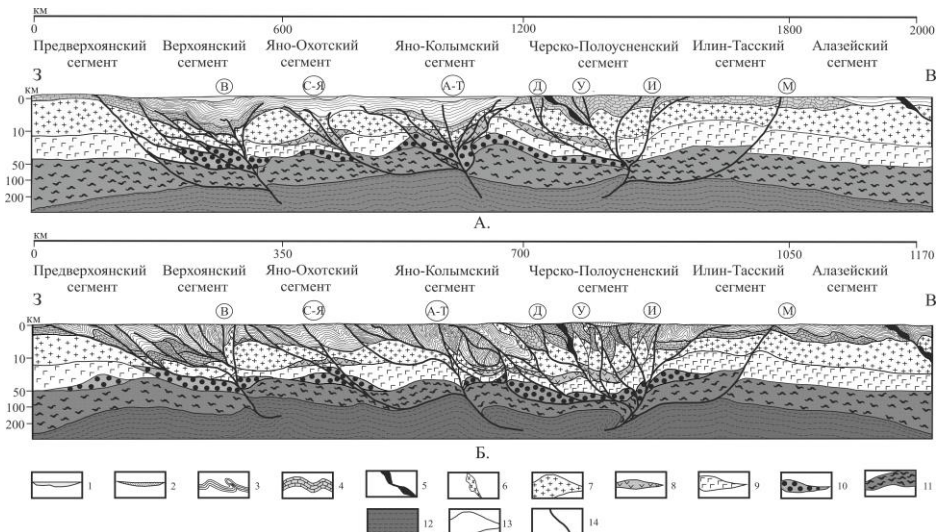 км
0 600 1200 1800 2000
Предверхоянский Верхоянский Яно-Охотский Яно-Колымский Черско-Полоусненский Илин-Тасский Алазейский
сегмент сегмент сегмент сегмент сегмент сегмент сегмент
З В
В С-Я А-Т Д У И М
км
0
10
50
100
200
А.
км
0 350 700 1050 1170
Предверхоянский Верхоянский Яно-Охотский Яно-Колымский Черско-Полоусненский Илин-Тасский Алазейский
сегмент сегмент сегмент сегмент сегмент сегмент сегмент
З В
В С-Я А-Т Д У И М
км
0
10
50
100
200
Б.
1 2 3 4 5 6 7 8 9 10 11
12 13 14